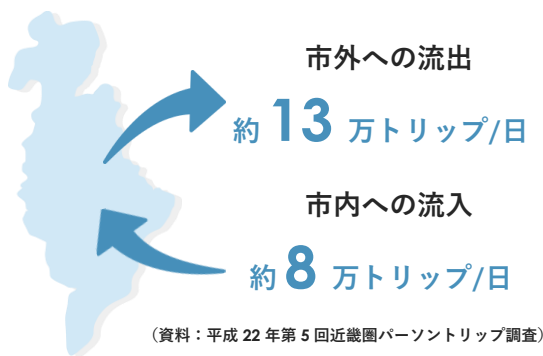 市外への流出
約 13 万トリップ/日
市内への流入
約 8 万トリップ/日
（資料：平成 22 年第 5 回近畿圏パーソントリップ調査）